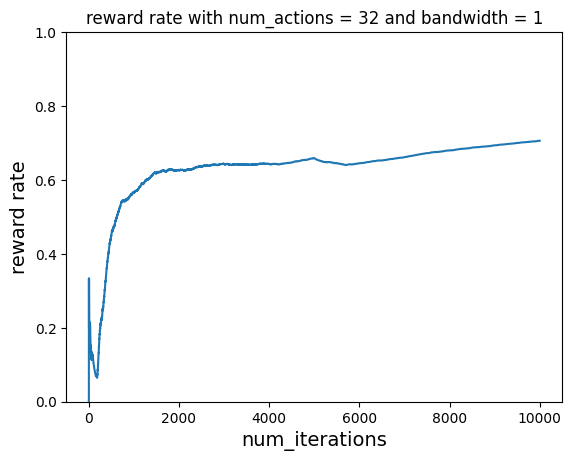 reward rate with num_actions = 32 and bandwidth = 1
1.0
0.8
0.6
0.4
0.2
0.0
reward rate
0 2000 4000 6000 8000 10000
num_iterations